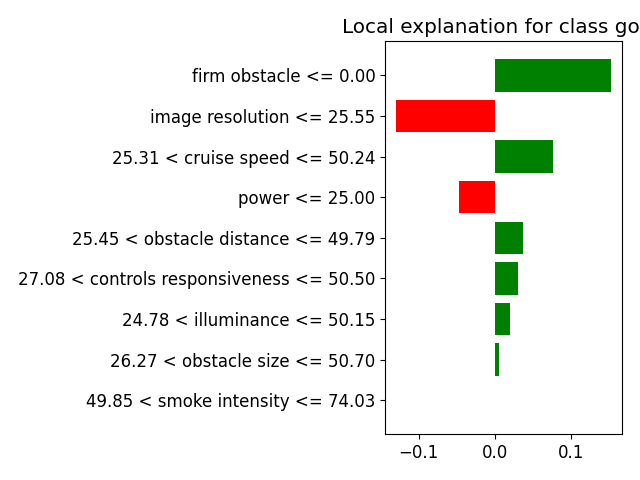 Local explanation for class go
firm obstacle <= 0.00
image resolution <= 25.55
25.31 < cruise speed <= 50.24
power <= 25.00
25.45 < obstacle distance <= 49.79
27.08 < controls responsiveness <= 50.50
24.78 < illuminance <= 50.15
26.27 < obstacle size <= 50.70
49.85 < smoke intensity <= 74.03
−0.1 0.0 0.1